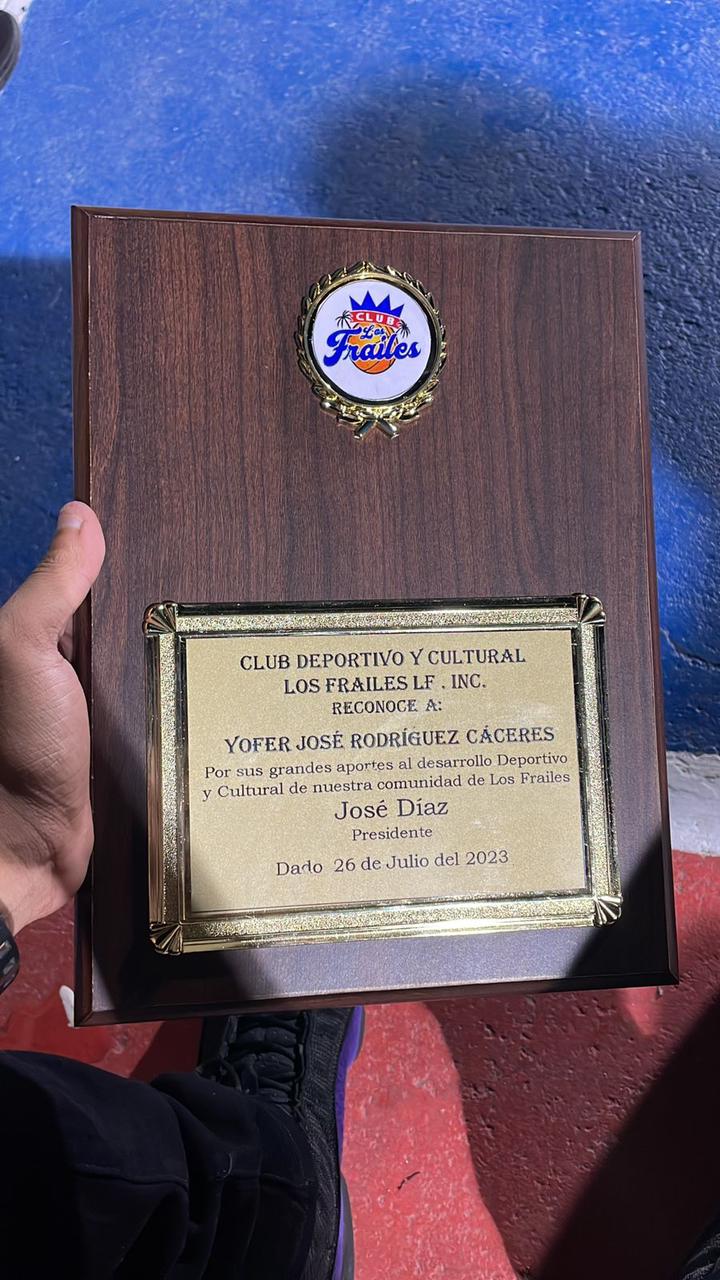 CLUB
Los
Frailes
CLUB DEPORTIVO Y CULTURAL
LOS FRAILES LF . INC.
RECONOCE A:
YOFER JOSÉ RODRÍGUEZ CÁCERES
Por sus grandes aportes al desarrollo Deportivo
y Cultural de nuestra comunidad de Los Frailes
José Díaz
Presidente
Dado 26 de Julio del 2023